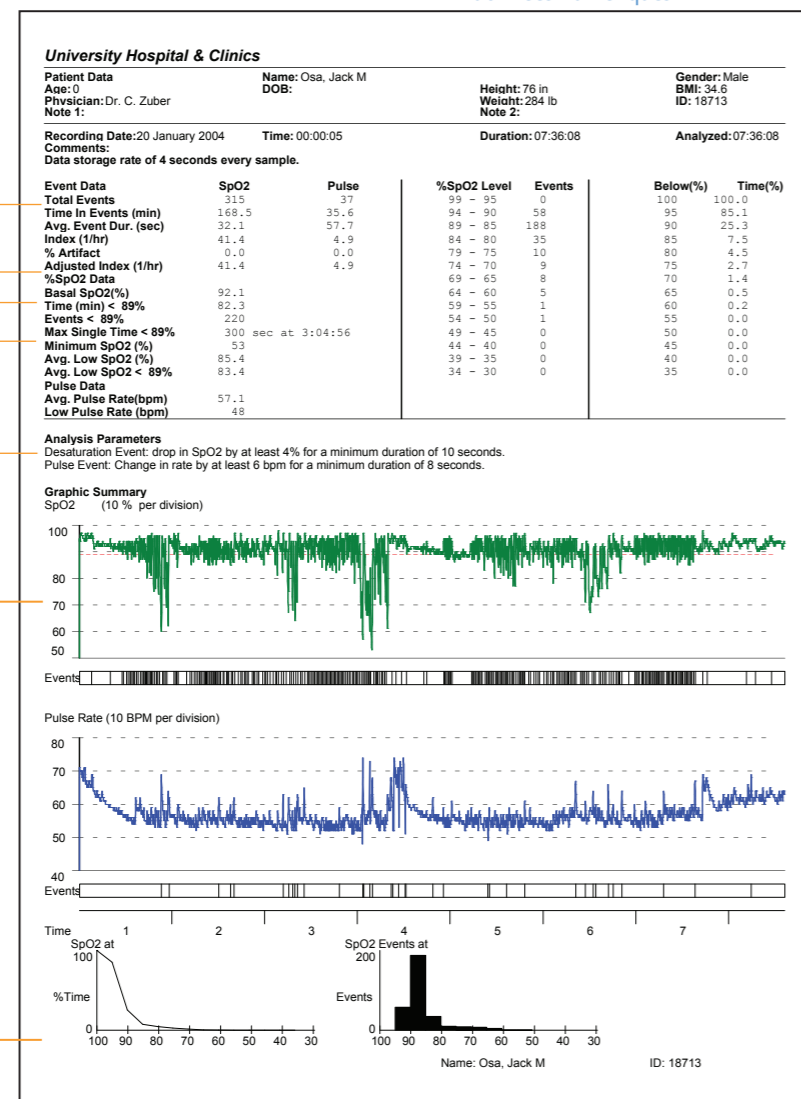 University Hospital & Clinics
Patient Data Name: Osa, Jack M Gender: Male
Age: 0 DOB: Height: 76 in BMI: 34.6
Physician: Dr. C. Zuber Weight: 284 lb ID: 18713
Note 1: Note 2:
Recording Date: 20 January 2004 Time: 00:00:05 Duration: 07:36:08 Analyzed: 07:36:08
Comments:
Data storage rate of 4 seconds every sample.
Event Data SpO2 Pulse %SpO2 Level Events Below(%) Time(%)
Total Events 315 37 99 - 95 0 100 100.0
Time In Events (min) 168.5 35.6 94 - 90 58 95 85.1
Avg. Event Dur. (sec) 32.1 57.7 89 - 85 188 90 25.3
Index (1/hr) 41.4 4.9 84 - 80 35 85 7.5
% Artifact 0.0 0.0 79 - 75 10 80 4.5
Adjusted Index (1/hr) 41.4 4.9 74 - 70 9 75 2.7
%SpO2 Data 69 - 65 8 70 1.4
Basal SpO2(%) 92.1 64 - 60 5 65 0.5
Time (min) < 89% 82.3 59 - 55 1 60 0.2
Events < 89% 220 54 - 50 1 55 0.0
Max Single Time < 89% 300 sec at 3:04:56 49 - 45 0 50 0.0
Minimum SpO2 (%) 53 44 - 40 0 45 0.0
Avg. Low SpO2 (%) 85.4 39 - 35 0 40 0.0
Avg. Low SpO2 < 89% 83.4 34 - 30 0 35 0.0
Pulse Data
Avg. Pulse Rate(bpm) 57.1
Low Pulse Rate (bpm) 48
Analysis Parameters
Desaturation Event: drop in SpO2 by at least 4% for a minimum duration of 10 seconds.
Pulse Event: Change in rate by at least 6 bpm for a minimum duration of 8 seconds.
Graphic Summary
SpO2 (10 % per division)
100
80
70
60
50
Events
Pulse Rate (10 BPM per division)
80
70
60
50
40
Events
Time 1 2 3 4 5 6 7
SpO2 at SpO2 Events at
100 200
%Time Events
0 0
100 90 80 70 60 50 40 30 100 90 80 70 60 50 40 30
Name: Osa, Jack M ID: 18713